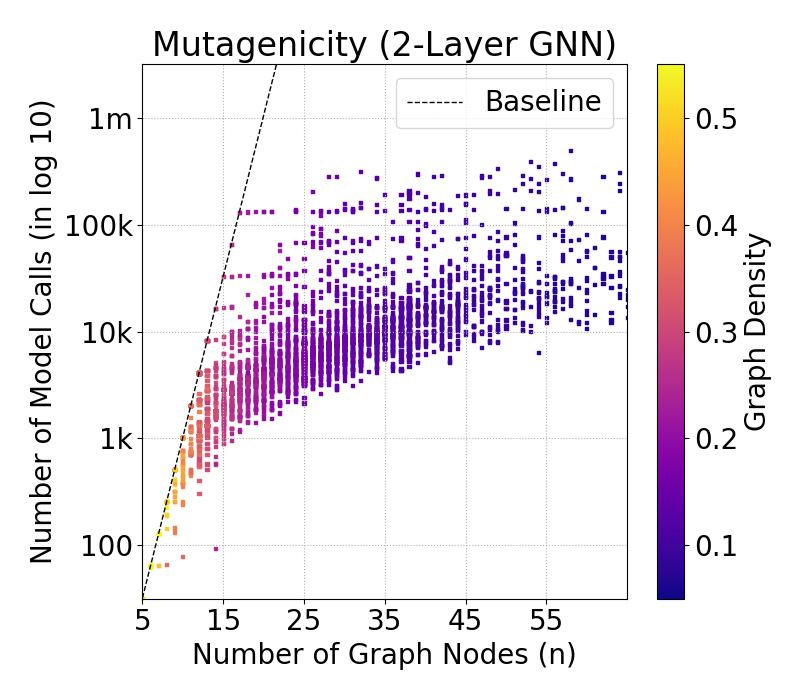 Mutagenicity (2-Layer GNN)
Baseline
Number of Model Calls (in log 10)
1m
100k
10k
1k
100
5 15 25 35 45 55
Number of Graph Nodes (n)
0.5
0.4
0.3
0.2
0.1
Graph Density